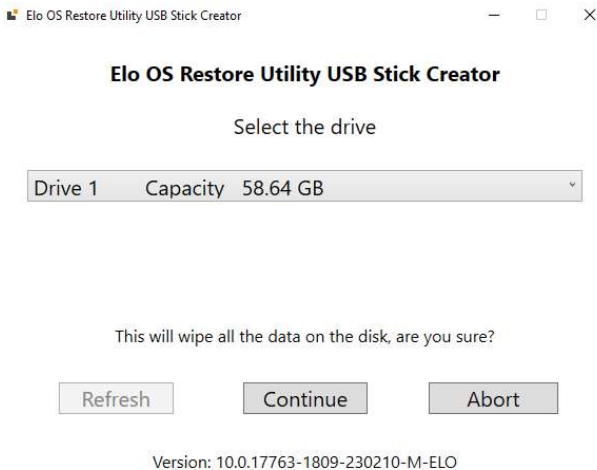 Elo OS Restore Utility USB Stick Creator
Elo OS Restore Utility USB Stick Creator
Select the drive
Drive 1 Capacity 58.64 GB
This will wipe all the data on the disk, are you sure?
Refresh Continue Abort
Version: 10.0.17763-1809-230210-M-ELO